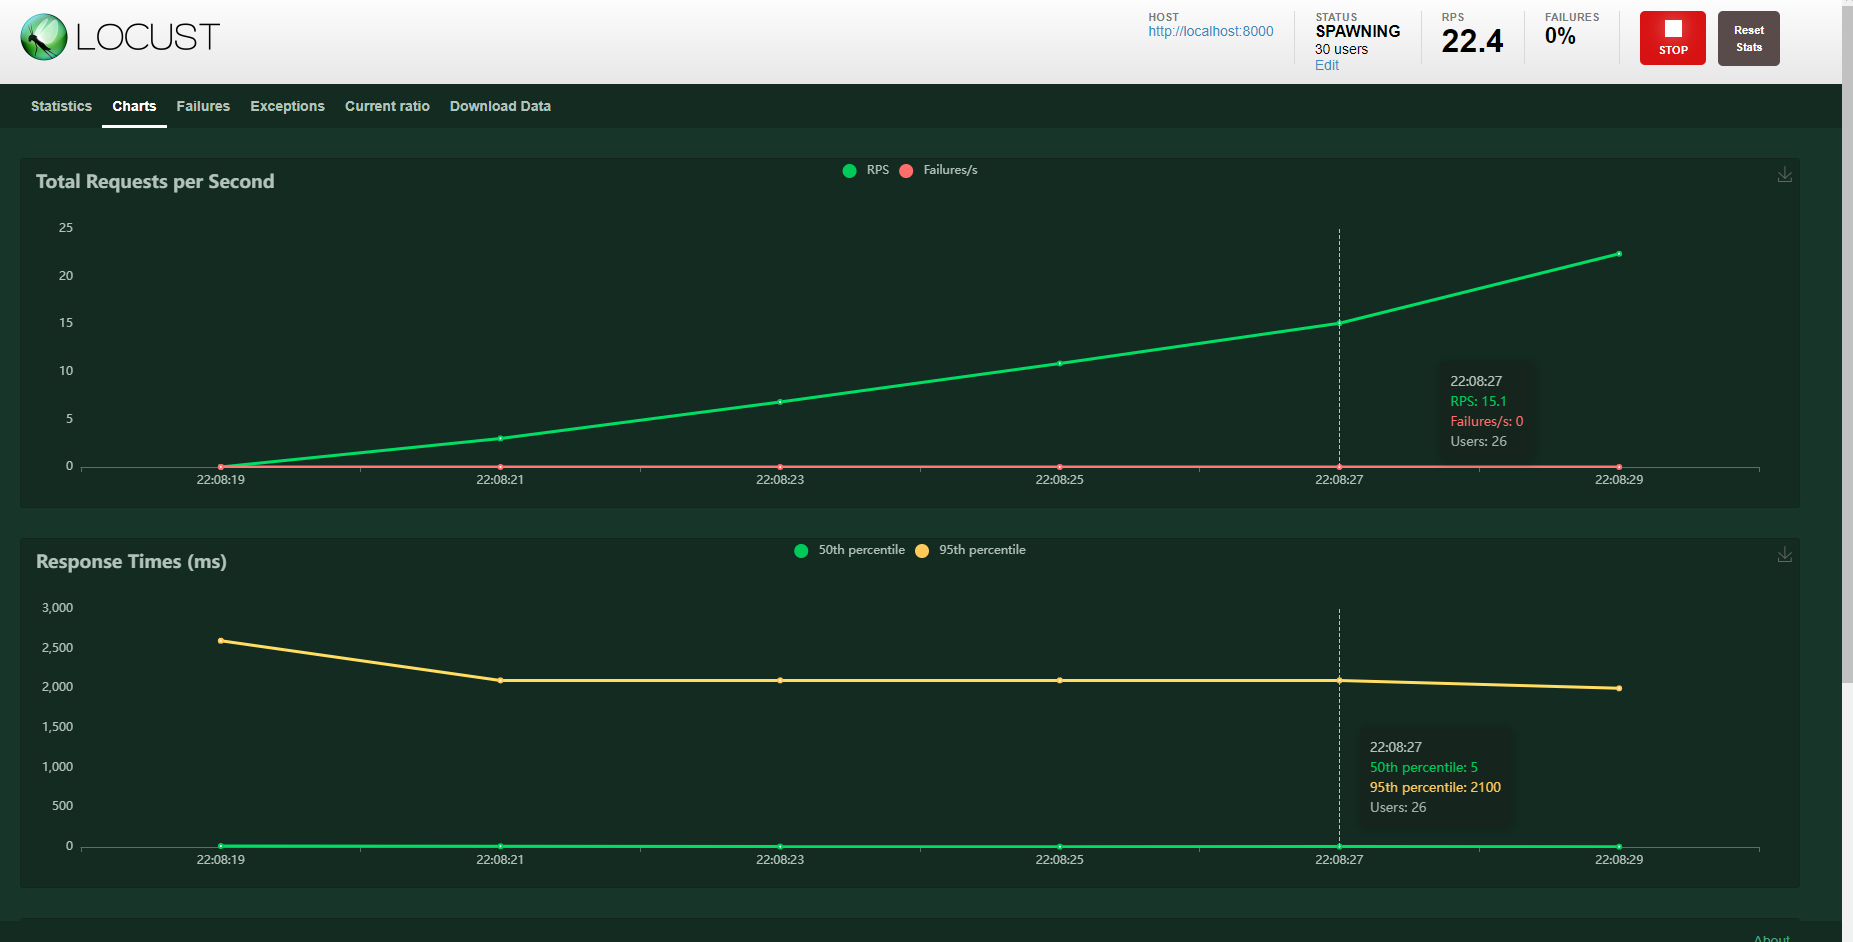 LOCUST
HOST
http://localhost:8000
STATUS
SPAWNING
30 users
Edit
RPS
22.4
FAILURES
0%
STOP
Reset
Stats
Statistics Charts Failures Exceptions Current ratio Download Data
Total Requests per Second
RPS Failures/s
25
20
15
10
5
0
22:08:27
RPS: 15.1
Failures/s: 0
Users: 26
22:08:19 22:08:21 22:08:23 22:08:25 22:08:27 22:08:29
Response Times (ms)
50th percentile 95th percentile
3,000
2,500
2,000
1,500
1,000
500
0
22:08:27
50th percentile: 5
95th percentile: 2100
Users: 26
22:08:19 22:08:21 22:08:23 22:08:25 22:08:27 22:08:29
About